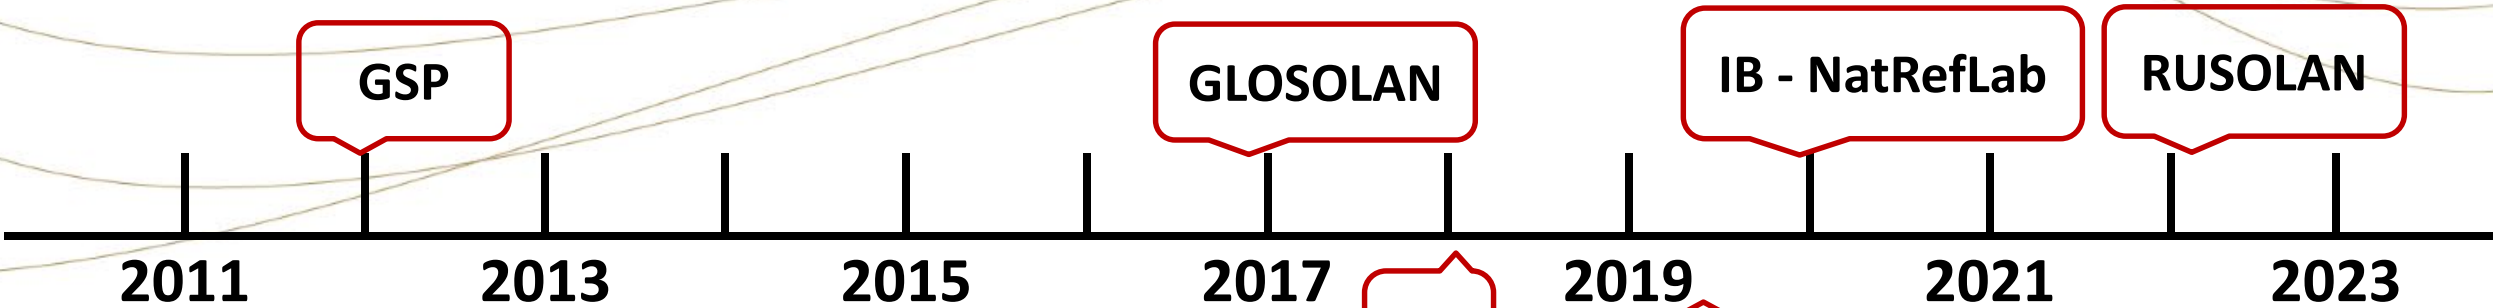 GSP
GLOSOLAN
IB - NatRefLab
RUSOLAN
2011 2013 2015 2017 2019 2021 2023